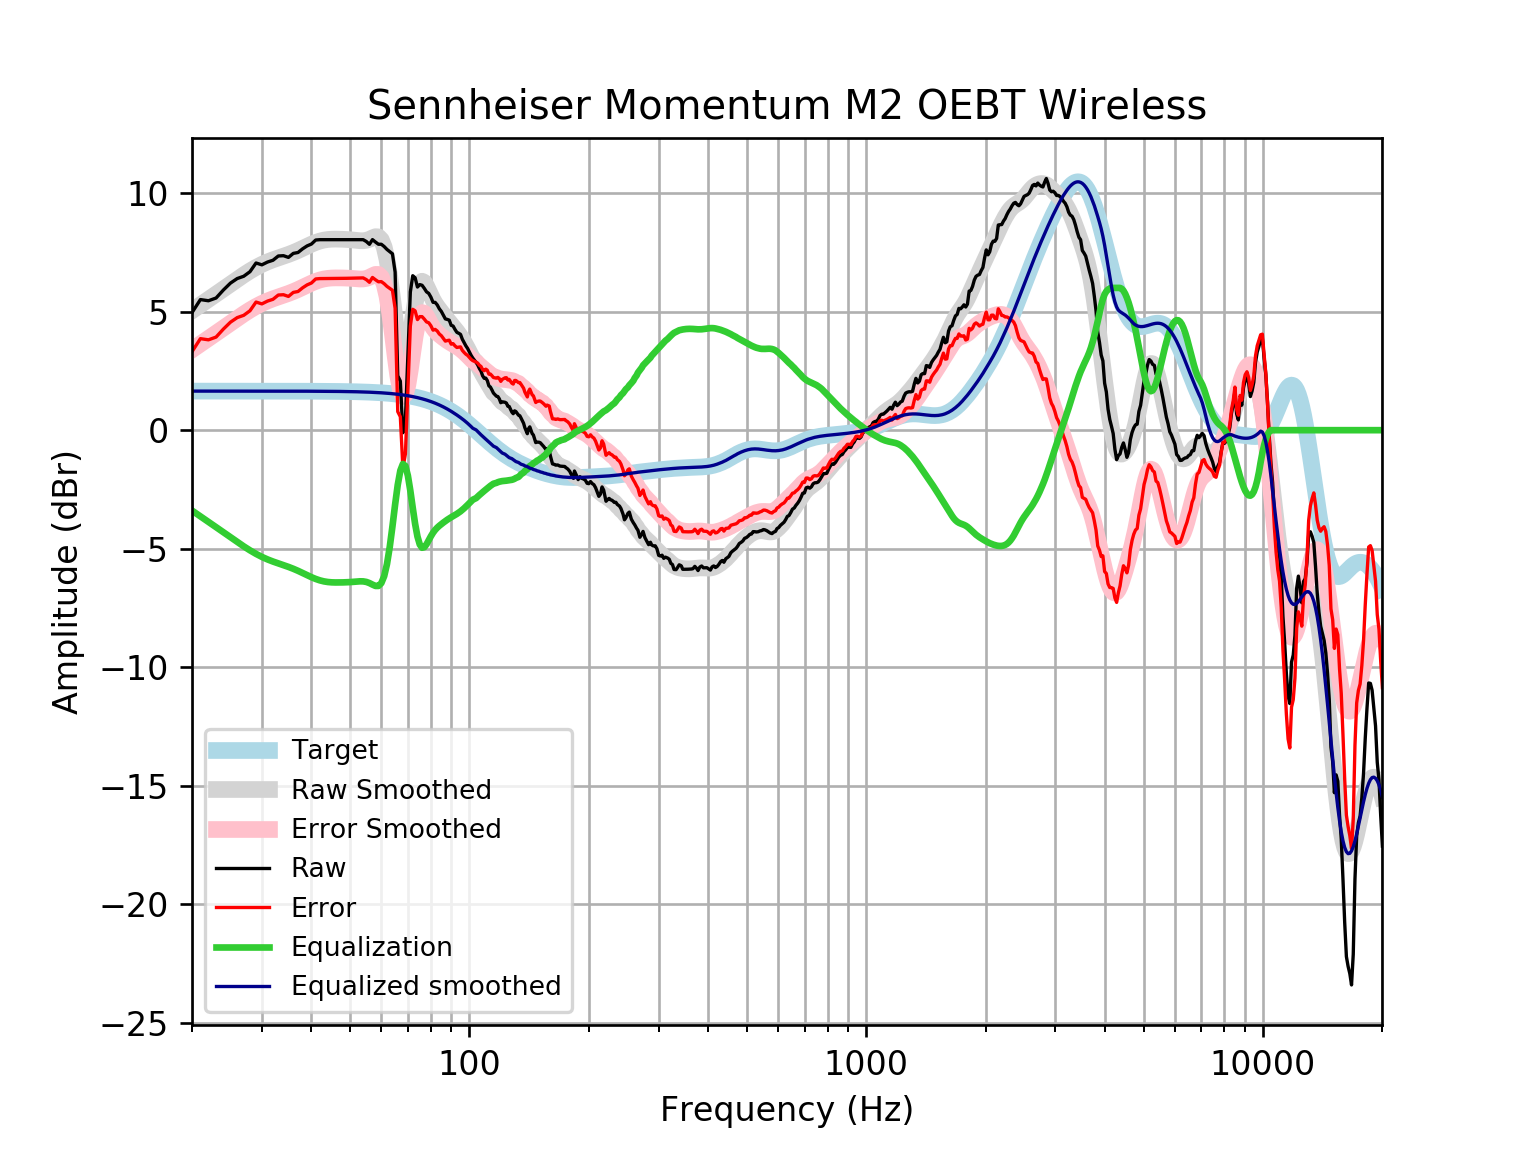 Sennheiser Momentum M2 OEBT Wireless
10
5
0
−5
−10
−15
−20
−25
Amplitude (dBr)
Target
Raw Smoothed
Error Smoothed
Raw
Error
Equalization
Equalized smoothed
100 1000 10000
Frequency (Hz)